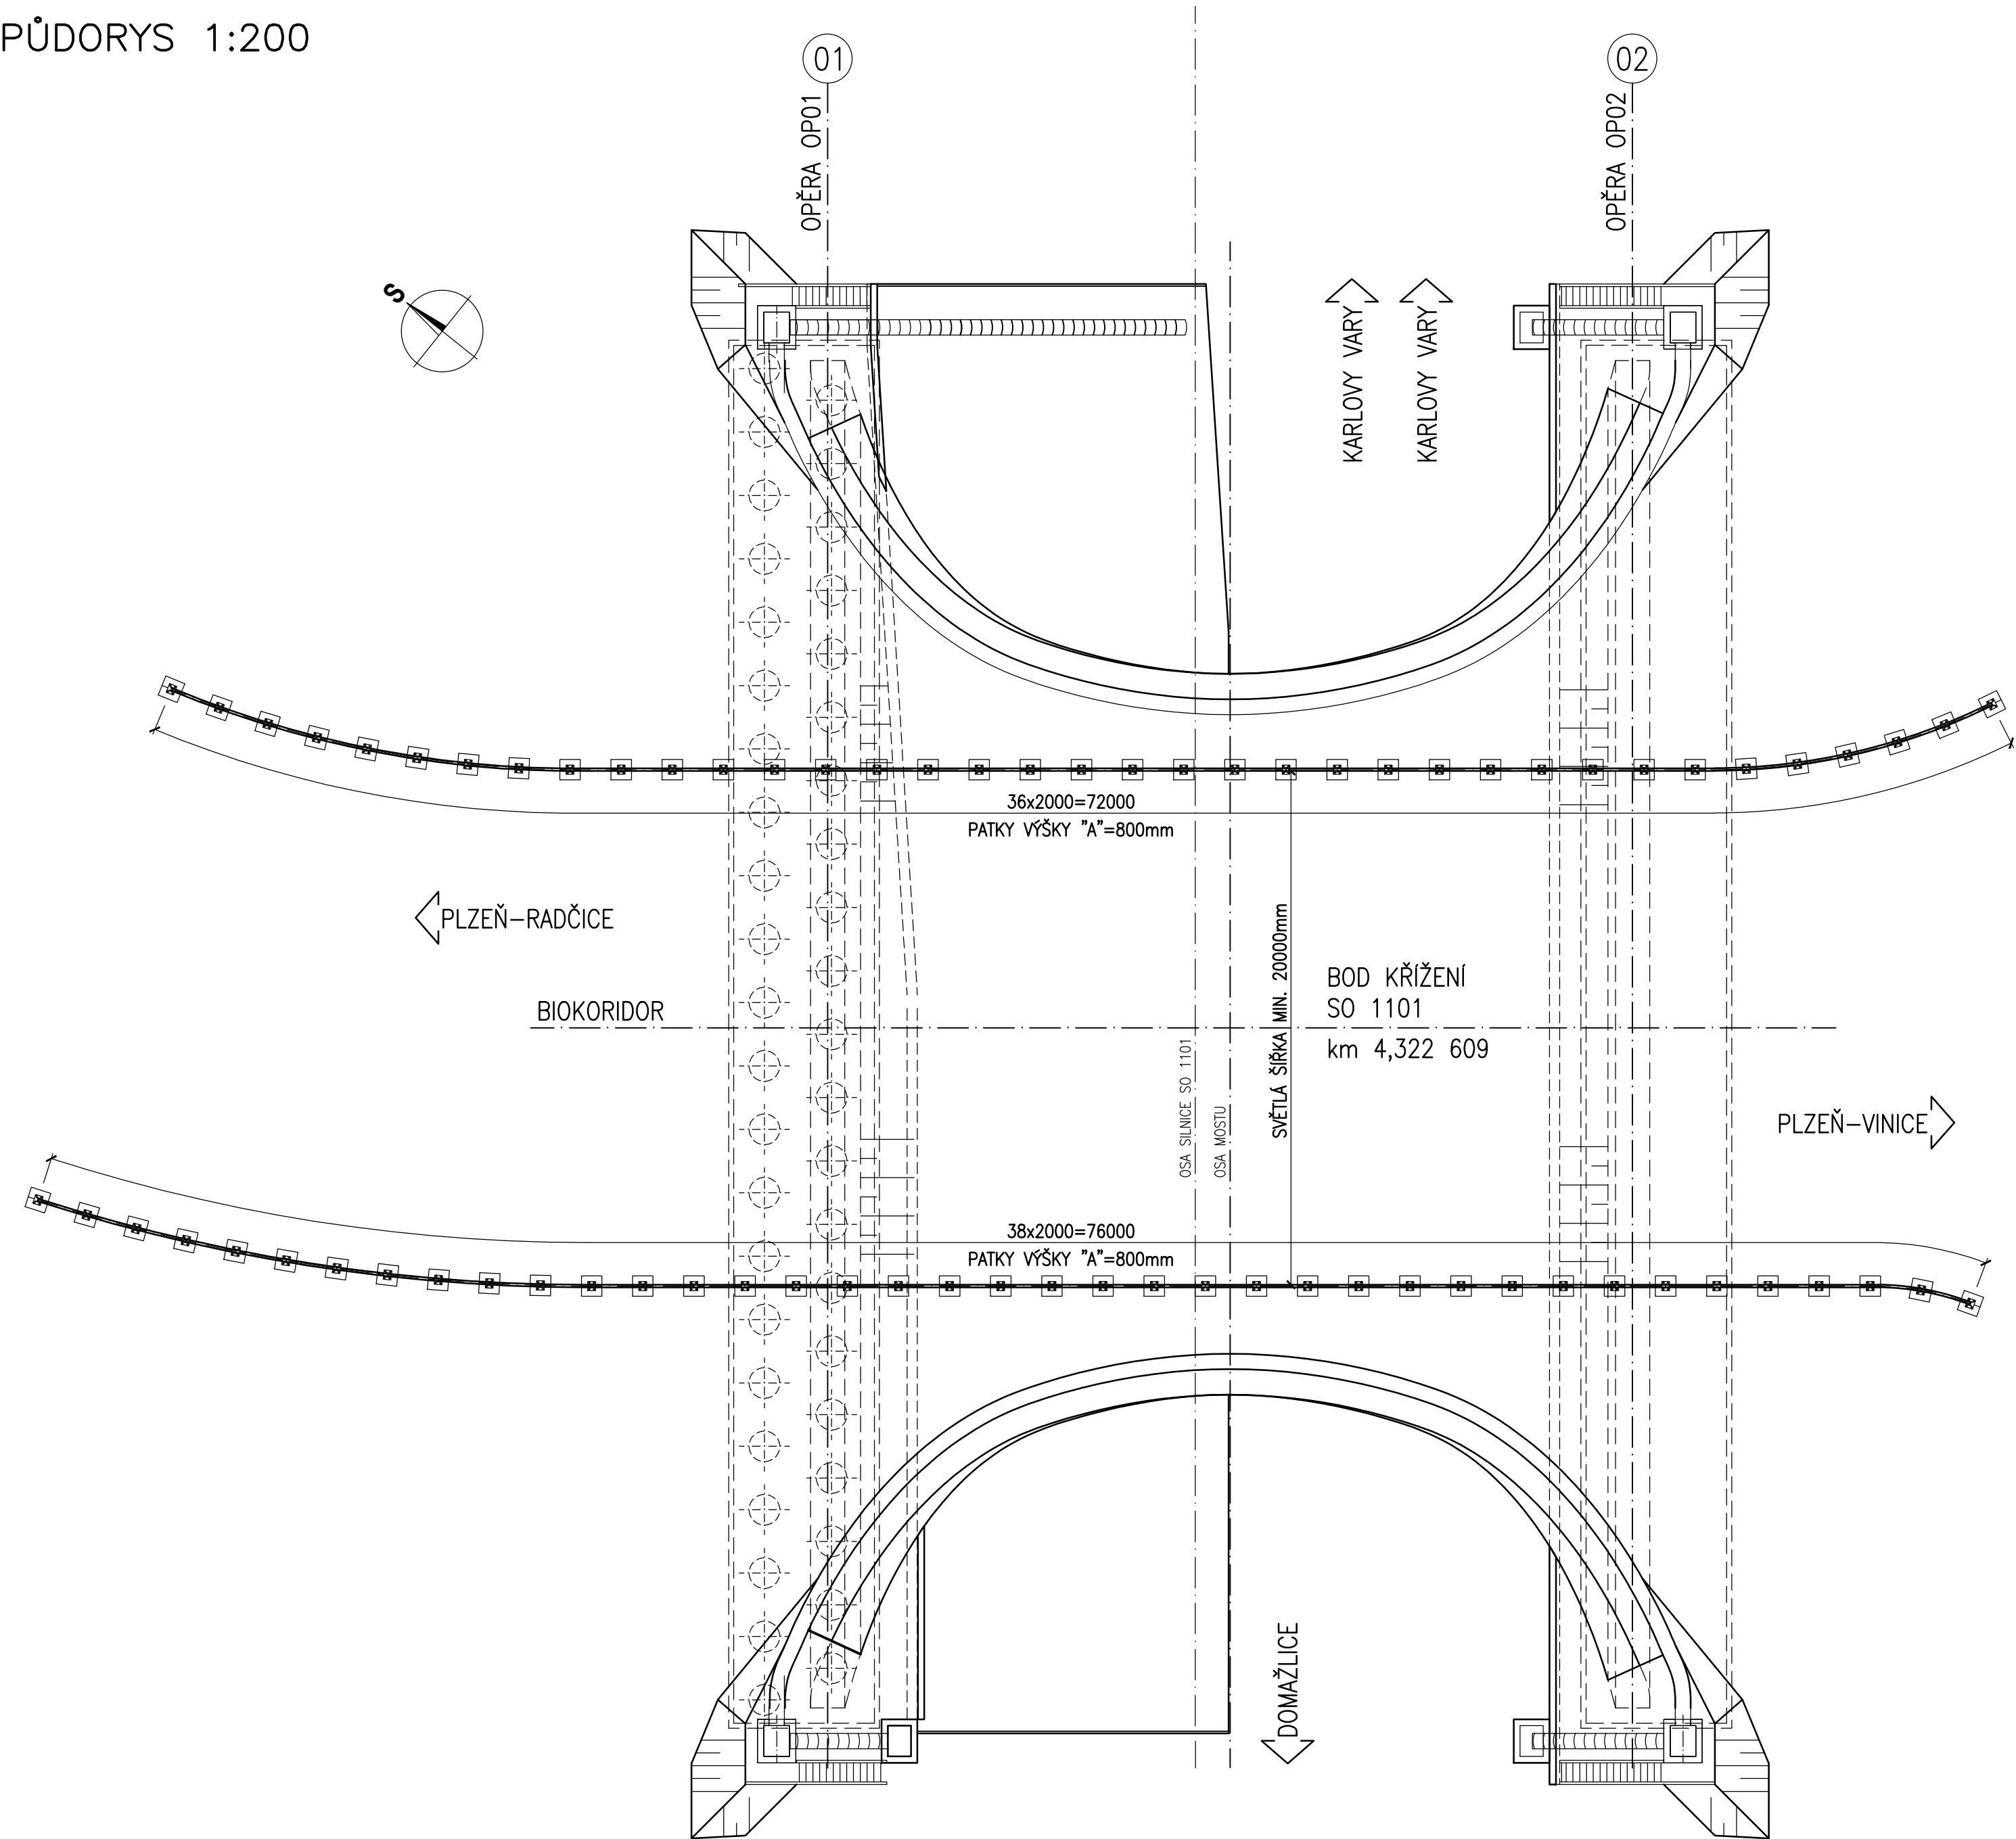 PŮDORYS 1:200
01
02
OPĚRA OP01
OPĚRA OP02
S
KARLOVY VARY
KARLOVY VARY
36x2000=72000
PATKY VÝŠKY "A"=800mm
PLZEŇ-RADČICE
SVĚTLÁ ŠÍŘKA MIN. 20000mm
BOD KŘÍŽENÍ
SO 1101
km 4,322 609
BIOKORIDOR
OSA SILNICE SO 1101
OSA MOSTU
PLZEŇ-VINICE
38x2000=76000
PATKY VÝŠKY "A"=800mm
DOMAŽLICE